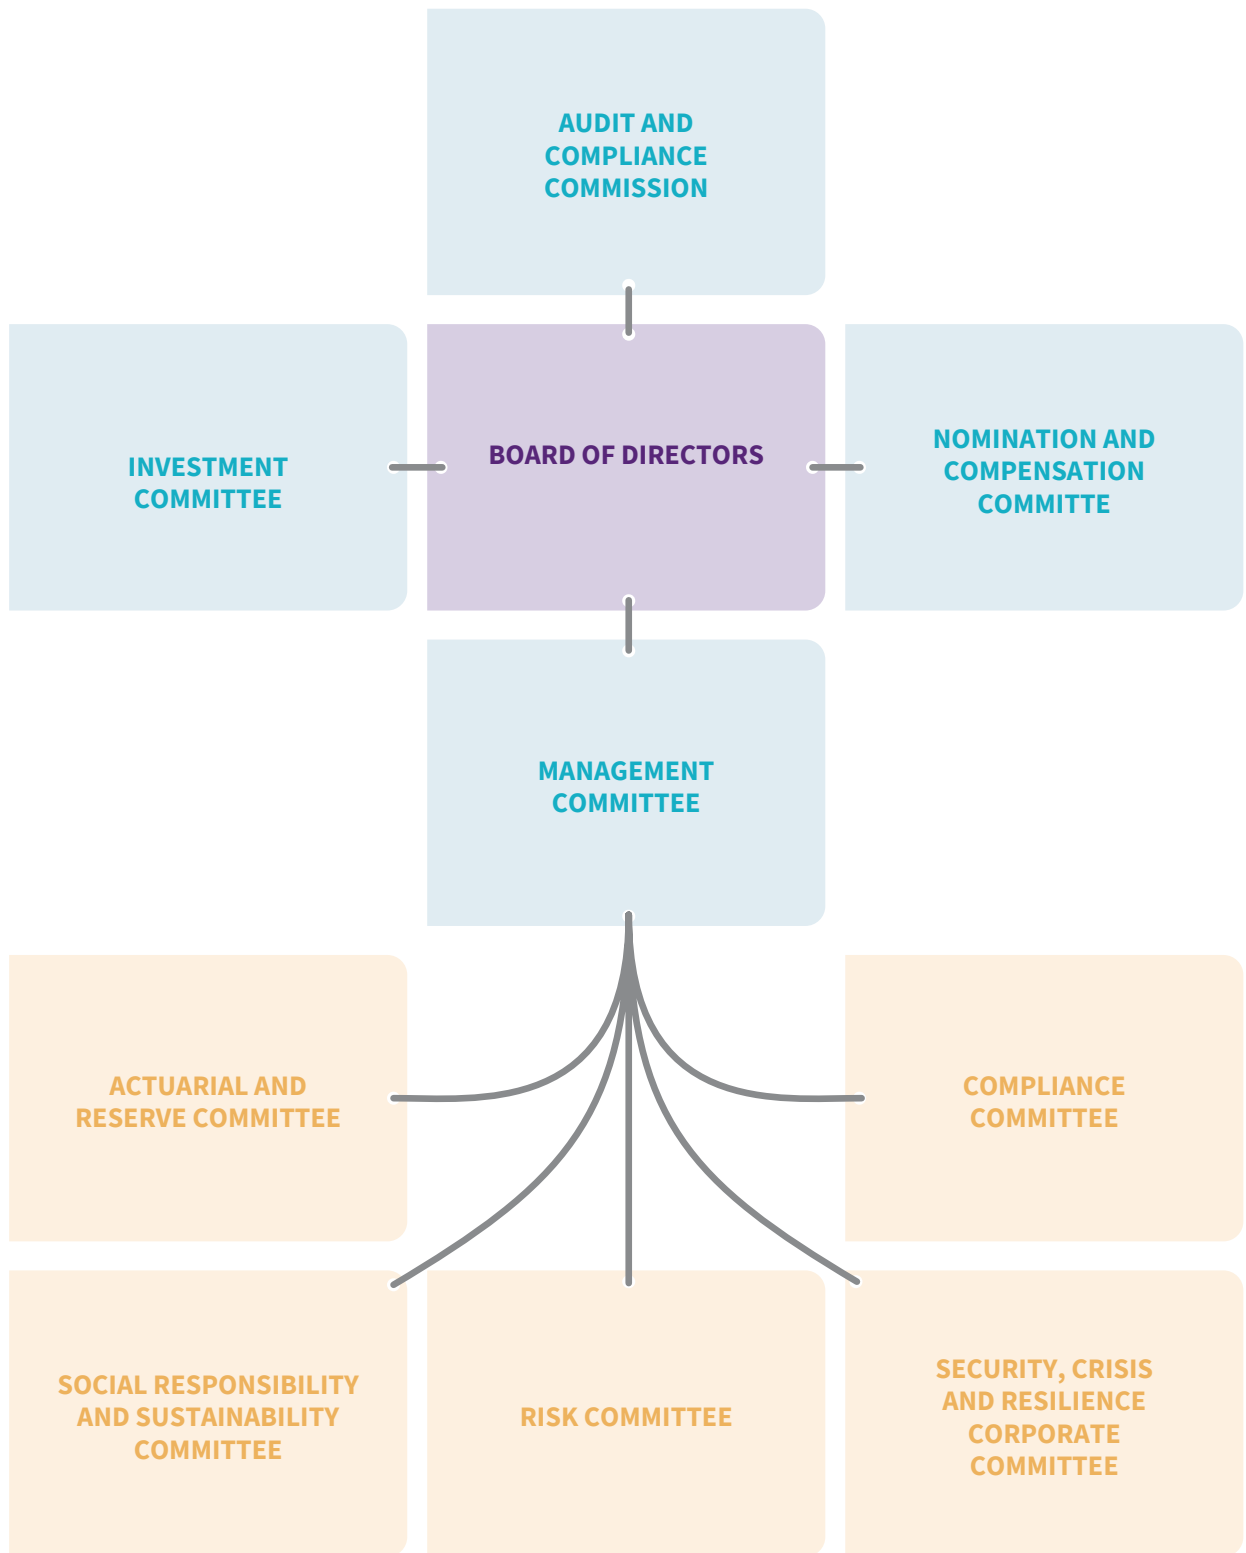 AUDIT AND
COMPLIANCE
COMMISSION
INVESTMENT
COMMITTEE
BOARD OF DIRECTORS
NOMINATION AND
COMPENSATION
COMMITTE
MANAGEMENT
COMMITTEE
ACTUARIAL AND
RESERVE COMMITTEE
COMPLIANCE
COMMITTEE
SOCIAL RESPONSIBILITY
AND SUSTAINABILITY
COMMITTEE
RISK COMMITTEE
SECURITY, CRISIS
AND RESILIENCE
CORPORATE
COMMITTEE